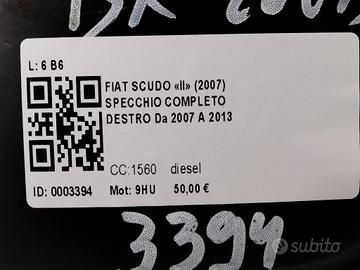 L: 6 B6
FIAT SCUDO «II» (2007)
SPECCHIO COMPLETO
DESTRO Da 2007 A 2013
CC:1560 diesel
ID: 0003394 Mot: 9HU 50,00 €
3394
subito